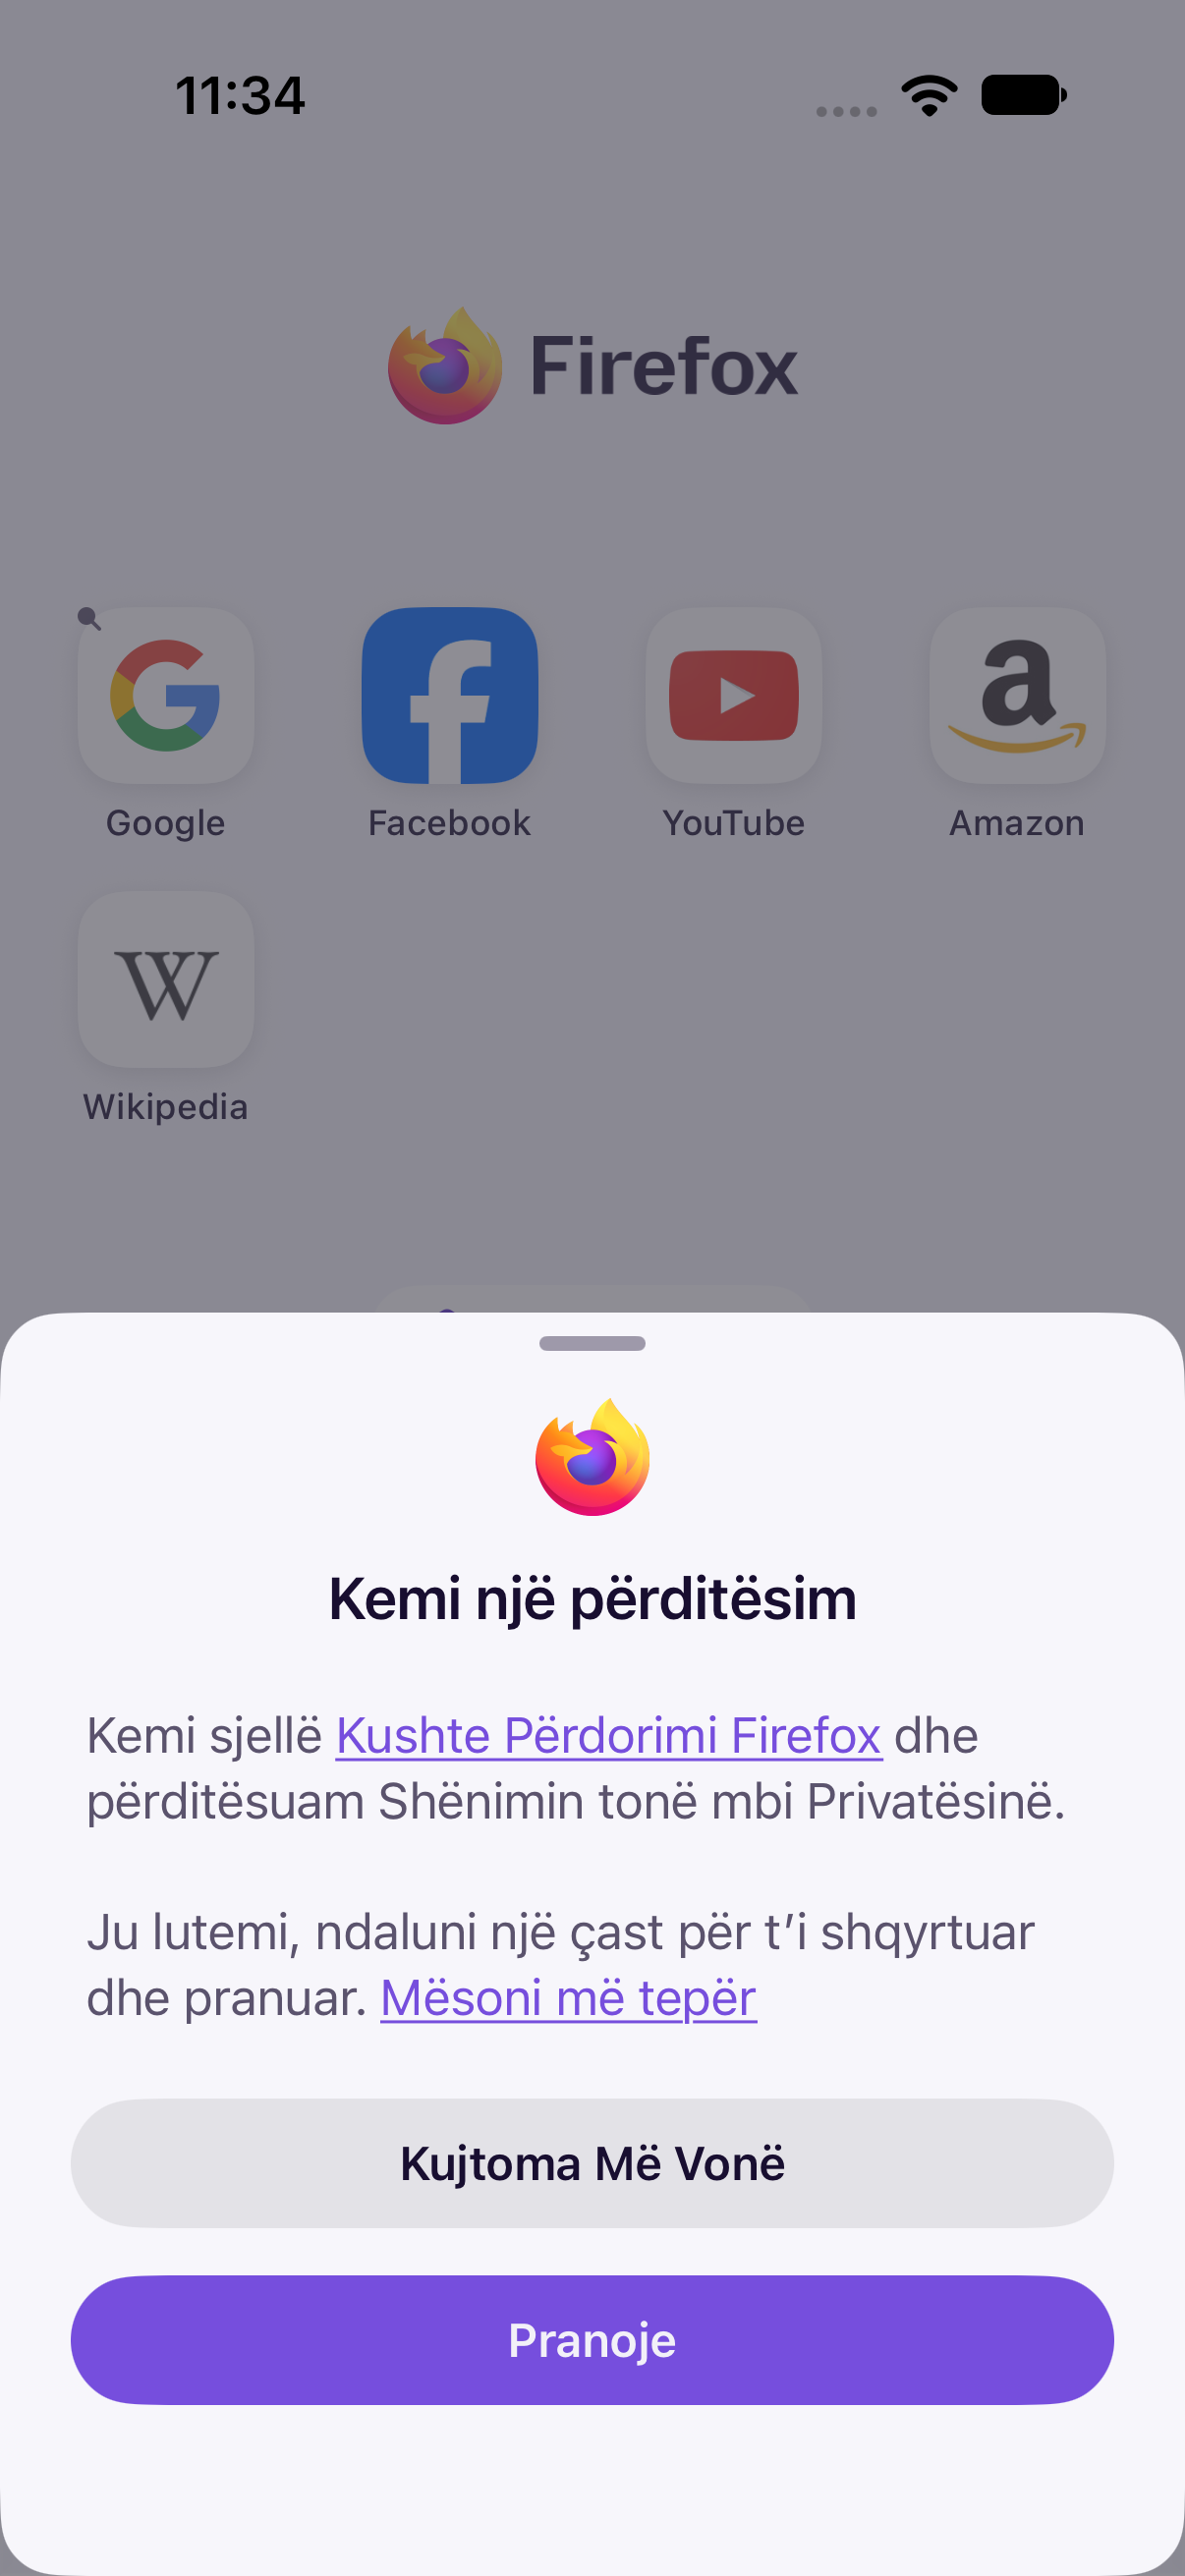 11:34
Firefox
Google
Facebook
YouTube
Amazon
Wikipedia
Kemi një përditësim
Kemi sjellë Kushte Përdorimi Firefox dhe
përditësuam Shënimin tonë mbi Privatësinë.
Ju lutemi, ndaluni një çast për t’i shqyrtuar
dhe pranuar. Mësoni më tepër
Kujtoma Më Vonë
Pranoje